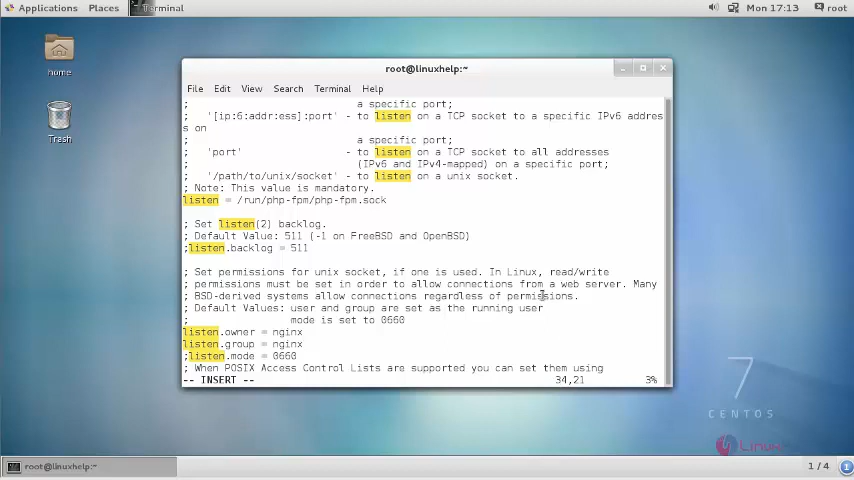 Applications Places Terminal Mon 17:13 root
home
Trash
root@linuxhelp:~
File Edit View Search Terminal Help
; a specific port;
; '[ip:6:addr:ess]:port' - to listen on a TCP socket to a specific IPv6 addres
s on
; a specific port;
; 'port' - to listen on a TCP socket to all addresses
; (IPv6 and IPv4-mapped) on a specific port;
; '/path/to/unix/socket' - to listen on a unix socket.
; Note: This value is mandatory.
listen = /run/php-fpm/php-fpm.sock
; Set listen(2) backlog.
; Default Value: 511 (-1 on FreeBSD and OpenBSD)
;listen.backlog = 511
; Set permissions for unix socket, if one is used. In Linux, read/write
; permissions must be set in order to allow connections from a web server. Many
; BSD-derived systems allow connections regardless of permissions.
; Default Values: user and group are set as the running user
; mode is set to 0660
listen.owner = nginx
listen.group = nginx
;listen.mode = 0660
; When POSIX Access Control Lists are supported you can set them using
-- INSERT -- 34,21 3%
7
CENTOS
root@linuxhelp:~ 1 / 4 1